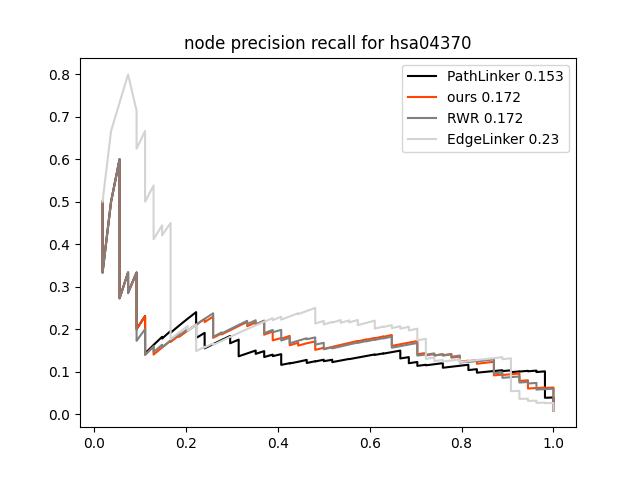 node precision recall for hsa04370
PathLinker 0.153
ours 0.172
RWR 0.172
EdgeLinker 0.23
0.8
0.7
0.6
0.5
0.4
0.3
0.2
0.1
0.0
0.0 0.2 0.4 0.6 0.8 1.0